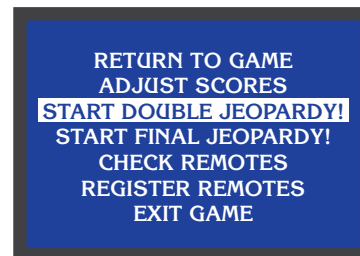 RETURN TO GAME
ADJUST SCORES
START DOUBLE JEOPARDY!
START FINAL JEOPARDY!
CHECK REMOTES
REGISTER REMOTES
EXIT GAME